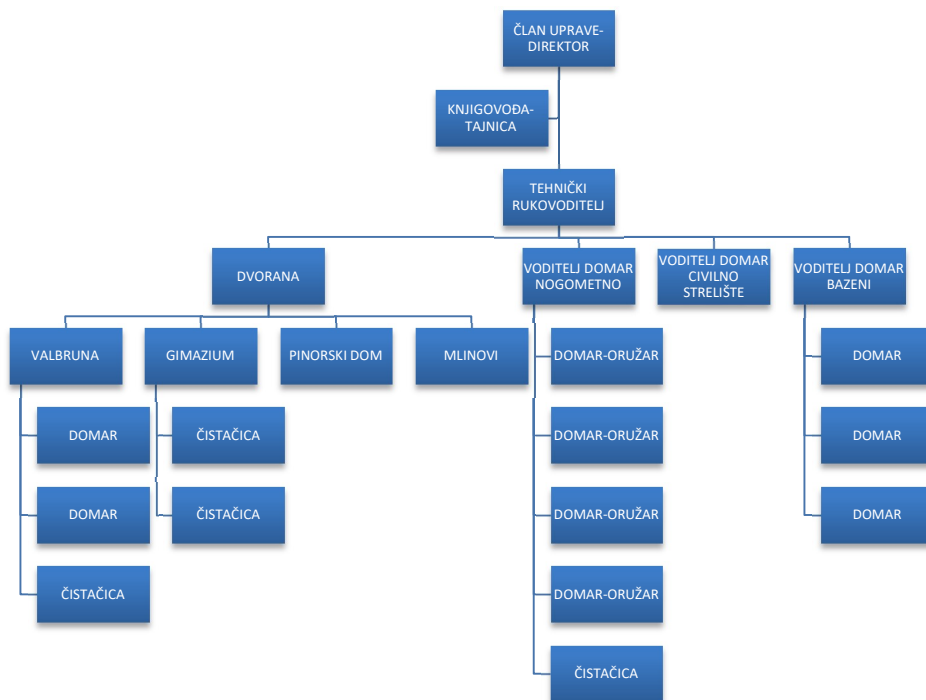 ČLAN UPRAVE-
DIREKTOR
KNJIGOVOĐA-
TAJNICA
TEHNIČKI
RUKOVODITELJ
DVORANA
VODITELJ DOMAR
NOGOMETNO
VODITELJ DOMAR
CIVILNO
STRELIŠTE
VODITELJ DOMAR
BAZENI
VALBRUNA
GIMAZIUM
PINORSKI DOM
MLINOVI
DOMAR-ORUŽAR
DOMAR
DOMAR
ČISTAČICA
DOMAR-ORUŽAR
DOMAR
DOMAR
ČISTAČICA
DOMAR-ORUŽAR
DOMAR
ČISTAČICA
DOMAR-ORUŽAR
ČISTAČICA